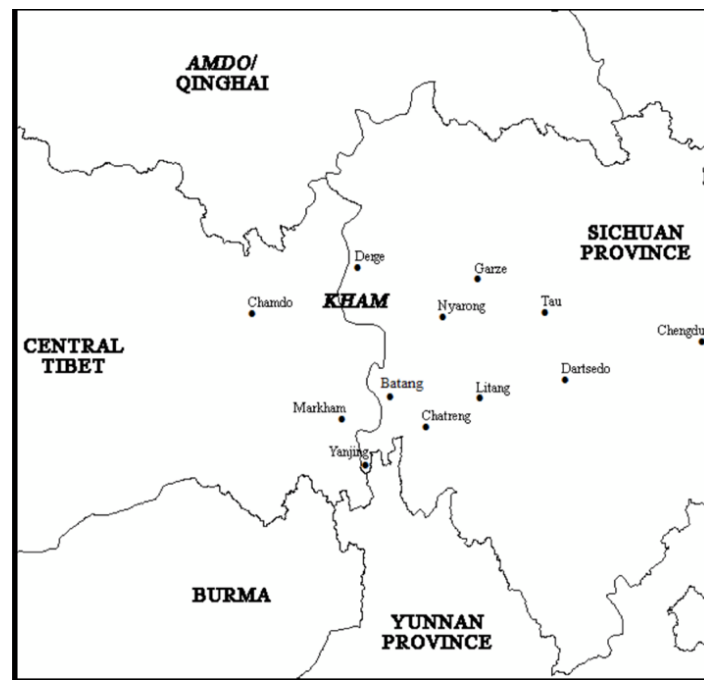 AMDO/
QINGHAI
SICHUAN
PROVINCE
Derge
Garze
KHAM
Chamdo
Nyarong
Tau
Chengdu
CENTRAL
TIBET
Dartsedo
Batang
Litang
Markham
Chatreng
Yanjing
BURMA
YUNNAN
PROVINCE